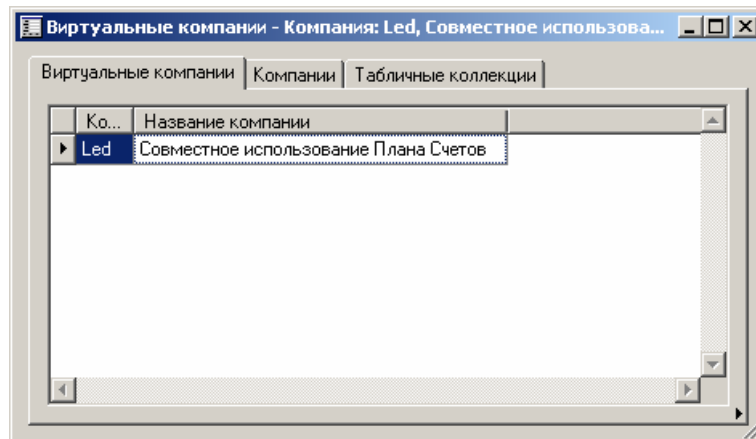 Виртуальные компании - Компания: Led, Совместное использова...
Виртуальные компании Компании Табличные коллекции
Ко... Название компании
Led Совместное использование Плана Счетов